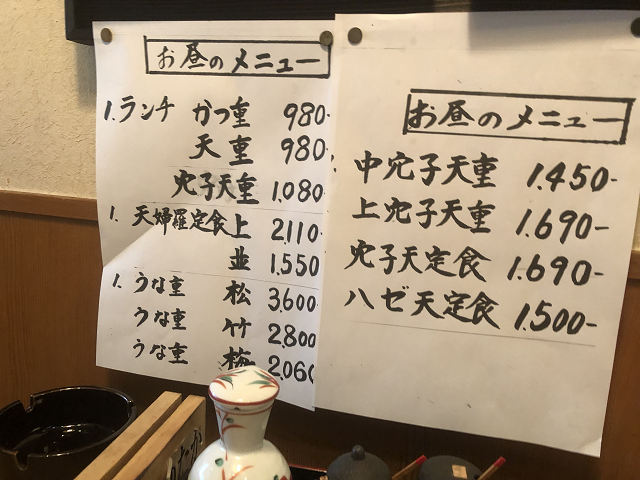 お昼のメニュー
1.ランチ かつ重 980-
天重 980-
穴子天重 1.080
1. 天婦羅定食上 2.110-
並 1.550
1. うな重 松 3.600
うな重 竹 2.800
うな重 梅 2.060
お昼のメニュー
中穴子天重 1.450-
上穴子天重 1.690-
穴子天定食 1.690-
ハゼ天定食 1.500-